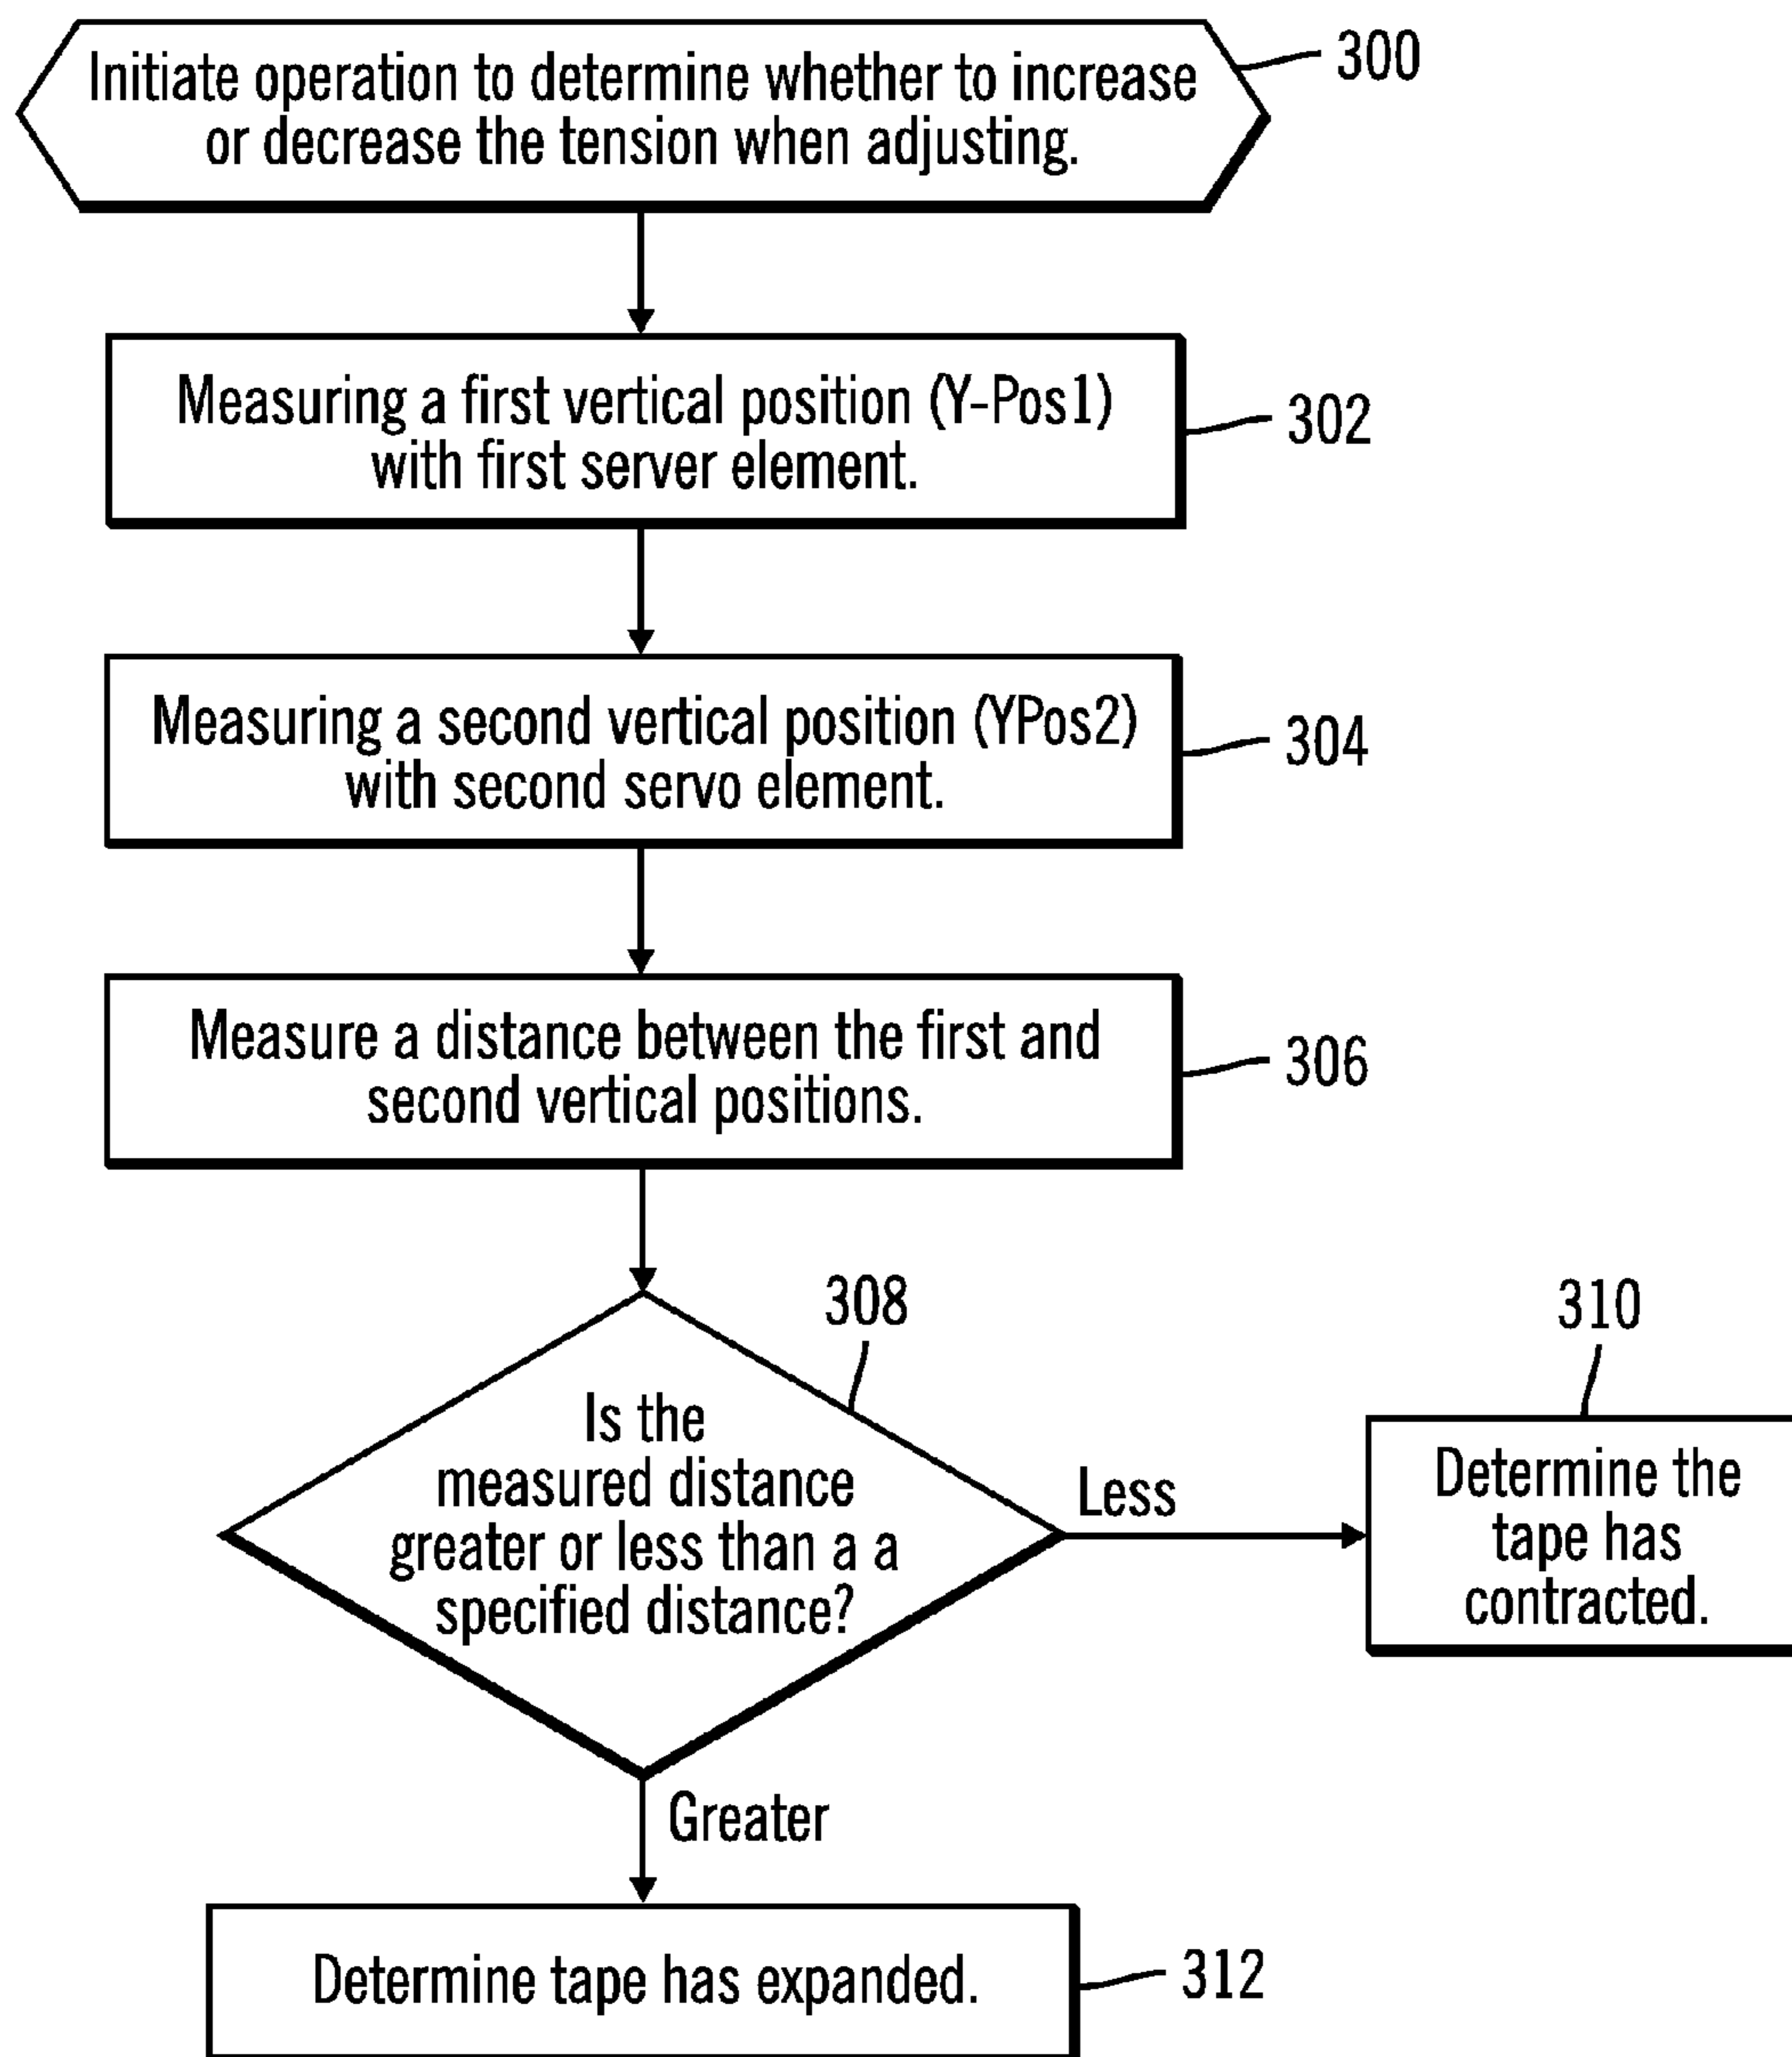 Initiate operation to determine whether to increase
or decrease the tension when adjusting.
300
Measuring a first vertical position (Y-Pos1)
with first server element.
302
Measuring a second vertical position (YPos2)
with second servo element.
304
Measure a distance between the first and
second vertical positions.
306
308
Is the
measured distance
greater or less than a a
specified distance?
Less
310
Determine the
tape has
contracted.
Greater
Determine tape has expanded.
312